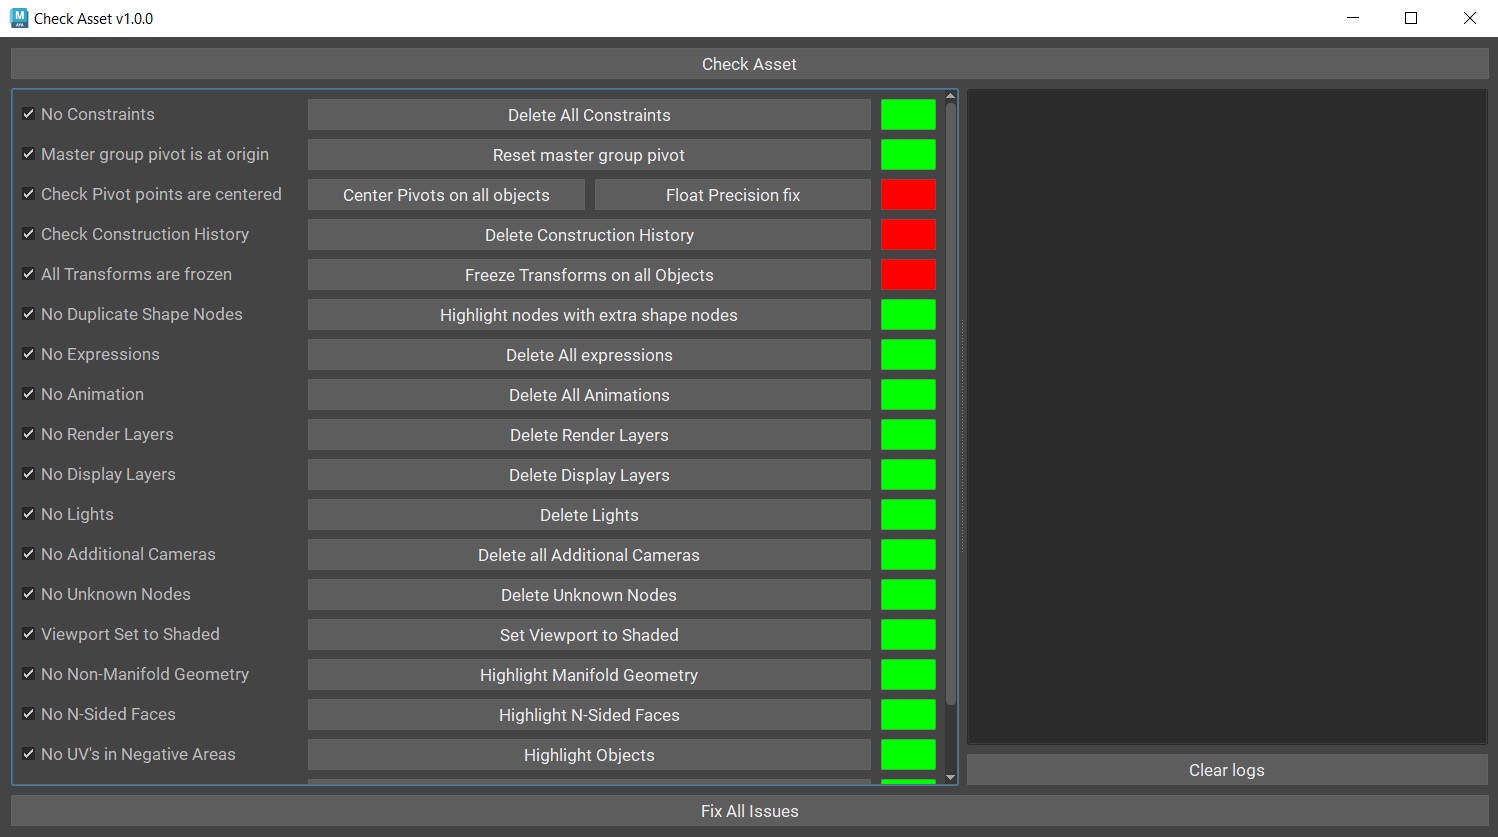 Check Asset v1.0.0
Check Asset
No Constraints Delete All Constraints
Master group pivot is at origin Reset master group pivot
Check Pivot points are centered Center Pivots on all objects Float Precision fix
Check Construction History Delete Construction History
All Transforms are frozen Freeze Transforms on all Objects
No Duplicate Shape Nodes Highlight nodes with extra shape nodes
No Expressions Delete All expressions
No Animation Delete All Animations
No Render Layers Delete Render Layers
No Display Layers Delete Display Layers
No Lights Delete Lights
No Additional Cameras Delete all Additional Cameras
No Unknown Nodes Delete Unknown Nodes
Viewport Set to Shaded Set Viewport to Shaded
No Non-Manifold Geometry Highlight Manifold Geometry
No N-Sided Faces Highlight N-Sided Faces
No UV's in Negative Areas Highlight Objects
Clear logs
Fix All Issues